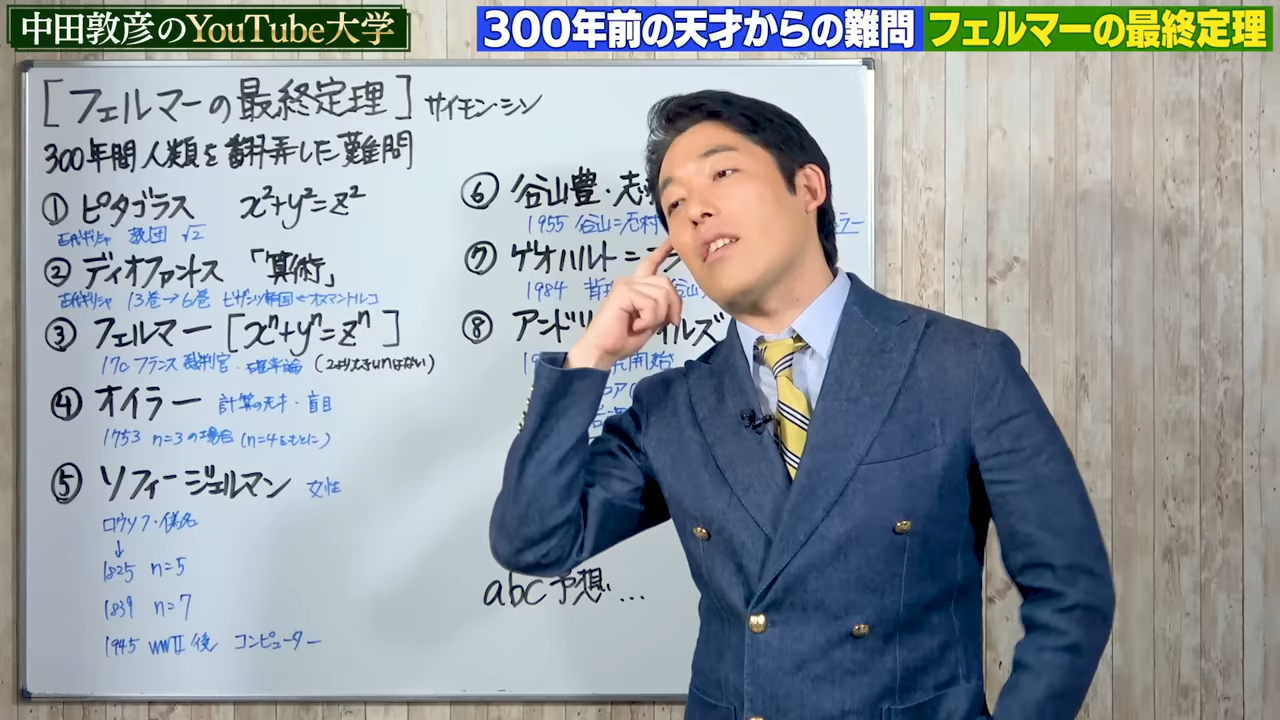 中田敦彦のYouTube大学
300年前の天才からの難問 フェルマーの最終定理
[フェルマーの最終定理] サイモン・シン
300年間人類を翻弄した難問
① ピタゴラス x²+y²=z²
古代ギリシャ 教団 √2
② ディオファントス 「算術」
古代ギリシャ 13巻→6巻 ビザンツ帝国←オスマントルコ
③ フェルマー [xⁿ+yⁿ=zⁿ]
17C フランス 裁判官・確率論 (2より大きいnはない)
④ オイラー 計算の天才・盲目
1753 n=3の場合 (n=4をもとに)
⑤ ソフィー・ジェルマン 女性
偽名
↓
1825 n=5
1839 n=7
1945 WWⅡ後 コンピューター
⑥ 谷山豊・志
1955 谷山=志村
⑦ ゲオハルト=フ
1984 谷山
⑧ アンドリ イルズ
開始
abc予想…